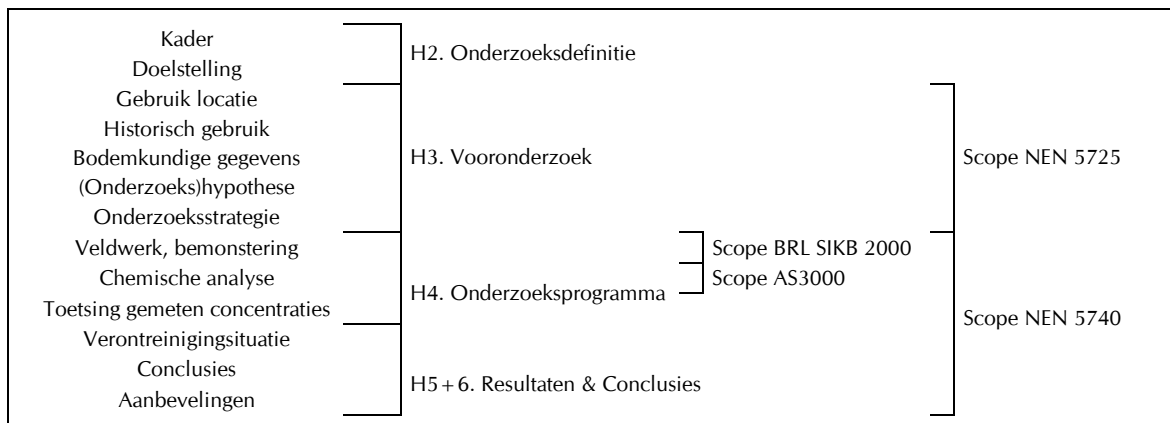 Kader
Doelstelling
H2. Onderzoeksdefinitie
Gebruik locatie
Historisch gebruik
Bodemkundige gegevens
(Onderzoeks)hypothese
Onderzoeksstrategie
H3. Vooronderzoek
Scope NEN 5725
Veldwerk, bemonstering
Chemische analyse
Toetsing gemeten concentraties
H4. Onderzoeksprogramma
Scope BRL SIKB 2000
Scope AS3000
Verontreinigingsituatie
Conclusies
Aanbevelingen
H5+6. Resultaten & Conclusies
Scope NEN 5740